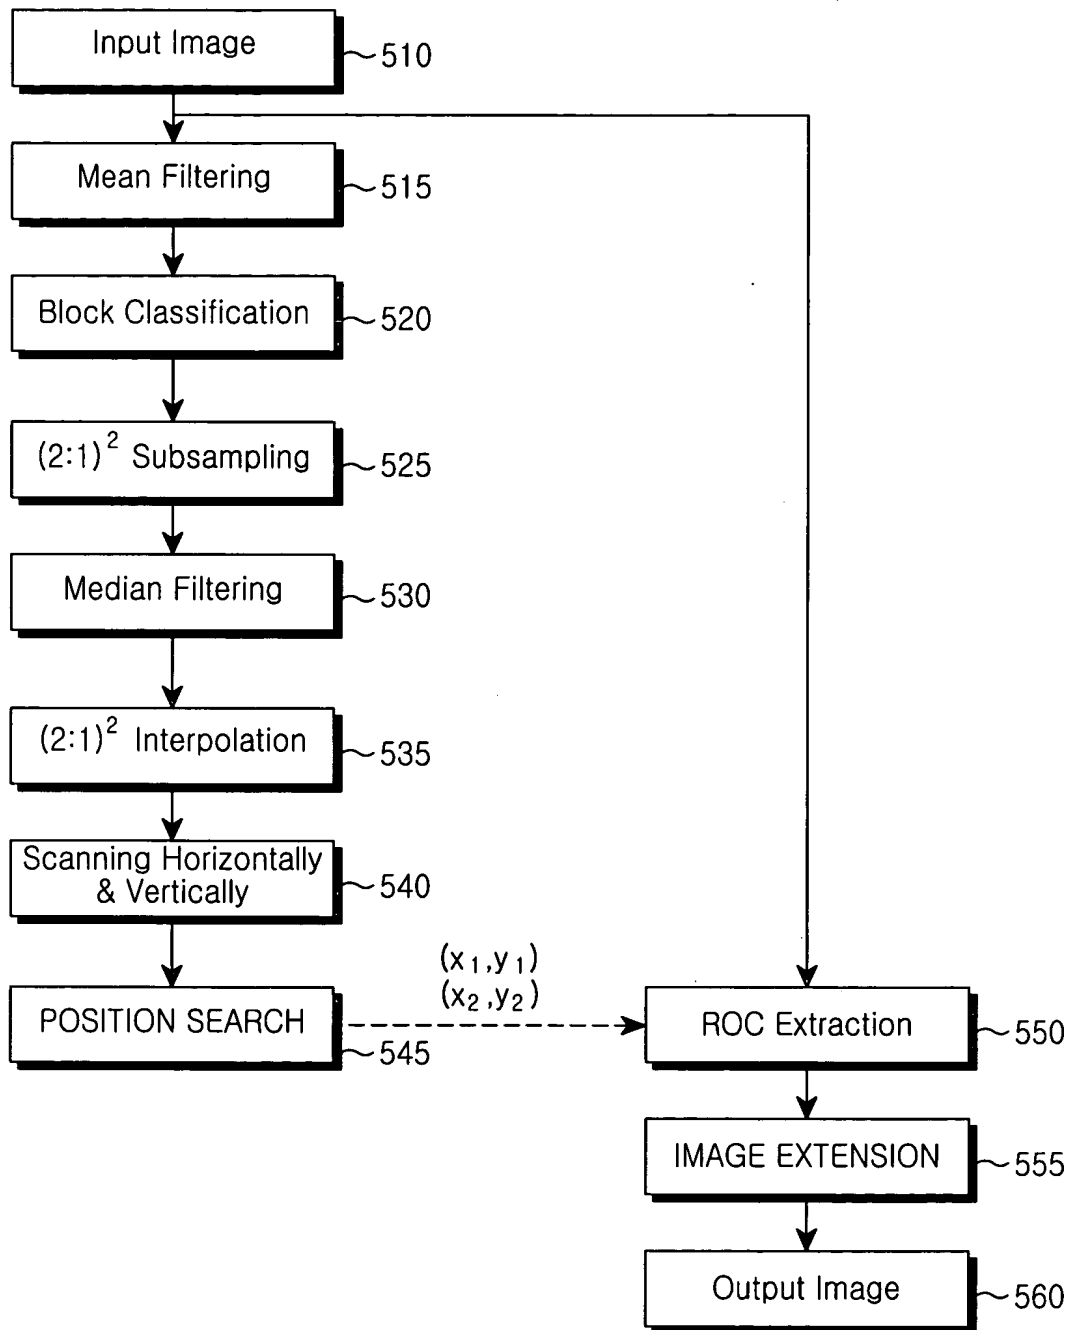 Input Image
510
Mean Filtering
515
Block Classification
520
(2:1)² Subsampling
525
Median Filtering
530
(2:1)² Interpolation
535
Scanning Horizontally
& Vertically
540
(x₁,y₁)
(x₂,y₂)
POSITION SEARCH
545
ROC Extraction
550
IMAGE EXTENSION
555
Output Image
560